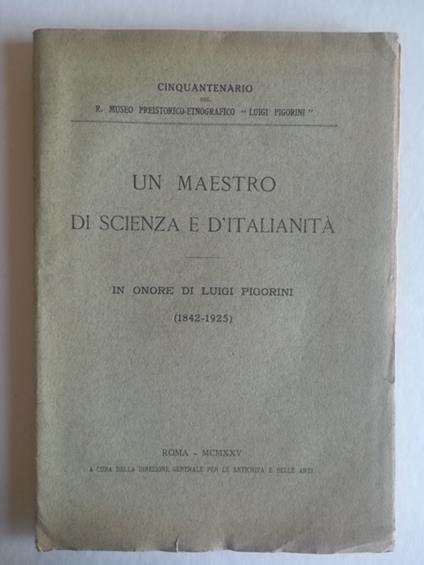 CINQUANTENARIO
DEL
R. MUSEO PREISTORICO-ETNOGRAFICO “ LUIGI PIGORINI ”
UN MAESTRO
DI SCIENZA E D'ITALIANITÀ
IN ONORE DI LUIGI PIGORINI
(1842-1925)
ROMA - MCMXXV
A CURA DELLA DIREZIONE GENERALE PER LE ANTICHITÀ E BELLE ARTI